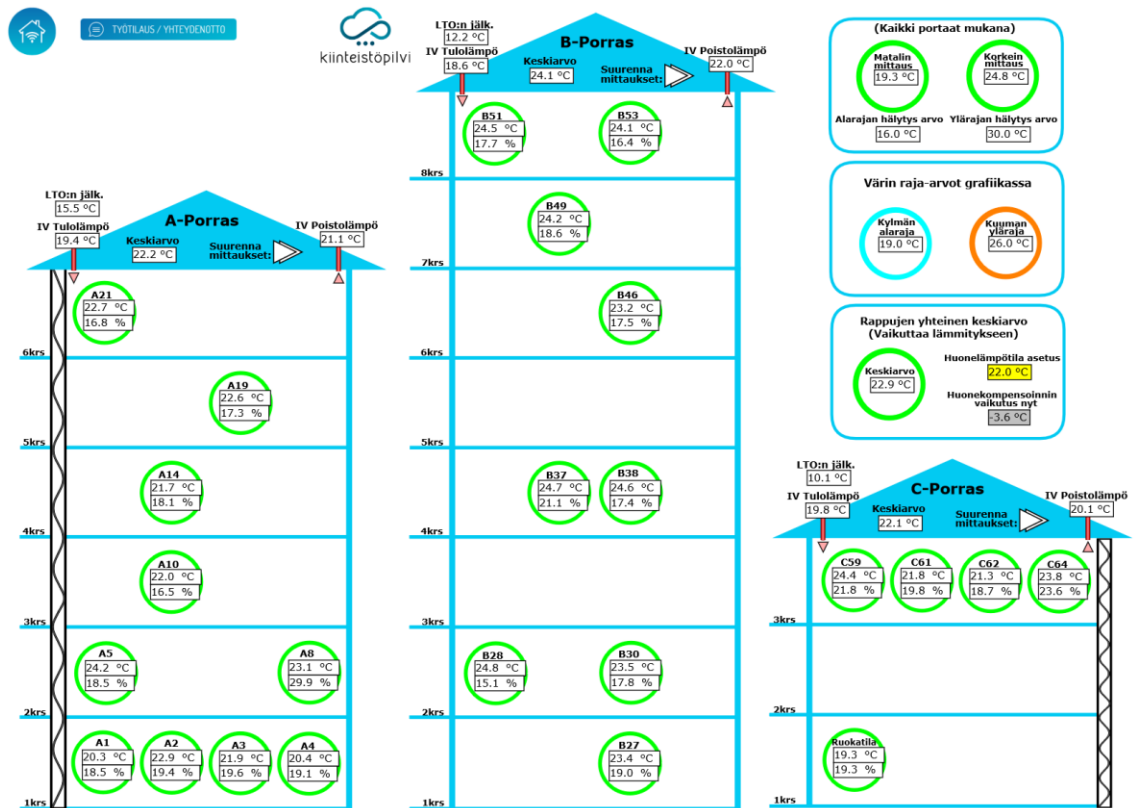 TYÖTILAUS / YHTEYDENOTTO
kiinteistöpilvi
LTO:n jälk.
15.5 °C
IV Tulolämpö
19.4 °C
A-Porras
Keskiarvo
22.2 °C
Suurenna
mittaukset:
IV Poistolämpö
21.1 °C
A21
22.7 °C
16.8 %
6krs
A19
22.6 °C
17.3 %
5krs
A14
21.7 °C
18.1 %
4krs
A10
22.0 °C
16.5 %
3krs
A5
24.2 °C
18.5 %
A8
23.1 °C
29.9 %
2krs
A1
20.3 °C
18.5 %
A2
22.9 °C
19.4 %
A3
21.9 °C
19.6 %
A4
20.4 °C
19.1 %
1krs
LTO:n jälk.
12.2 °C
IV Tulolämpö
18.6 °C
B-Porras
Keskiarvo
24.1 °C
Suurenna
mittaukset:
IV Poistolämpö
22.0 °C
B51
24.5 °C
17.7 %
B53
24.1 °C
16.4 %
8krs
B49
24.2 °C
18.6 %
7krs
B46
23.2 °C
17.5 %
6krs
5krs
B37
24.7 °C
21.1 %
B38
24.6 °C
17.4 %
4krs
3krs
B28
24.8 °C
15.1 %
B30
23.5 °C
17.8 %
2krs
B27
23.4 °C
19.0 %
1krs
(Kaikki portaat mukana)
Matalin
mittaus
19.3 °C
Korkein
mittaus
24.8 °C
Alarajan hälytys arvo
16.0 °C
Ylärajan hälytys arvo
30.0 °C
Värin raja-arvot grafiikassa
Kylmän
alaraja
19.0 °C
Kuuman
yläraja
26.0 °C
Rappujen yhteinen keskiarvo
(Vaikuttaa lämmitykseen)
Keskiarvo
22.9 °C
Huonelämpötila asetus
22.0 °C
Huonekompensoinnin
vaikutus nyt
-3.6 °C
LTO:n jälk.
10.1 °C
IV Tulolämpö
19.8 °C
C-Porras
Keskiarvo
22.1 °C
Suurenna
mittaukset:
IV Poistolämpö
20.1 °C
C59
24.4 °C
21.8 %
C61
21.8 °C
19.8 %
C62
21.3 °C
18.7 %
C64
23.8 °C
23.6 %
3krs
2krs
Ruokatila
19.3 °C
19.3 %
1krs